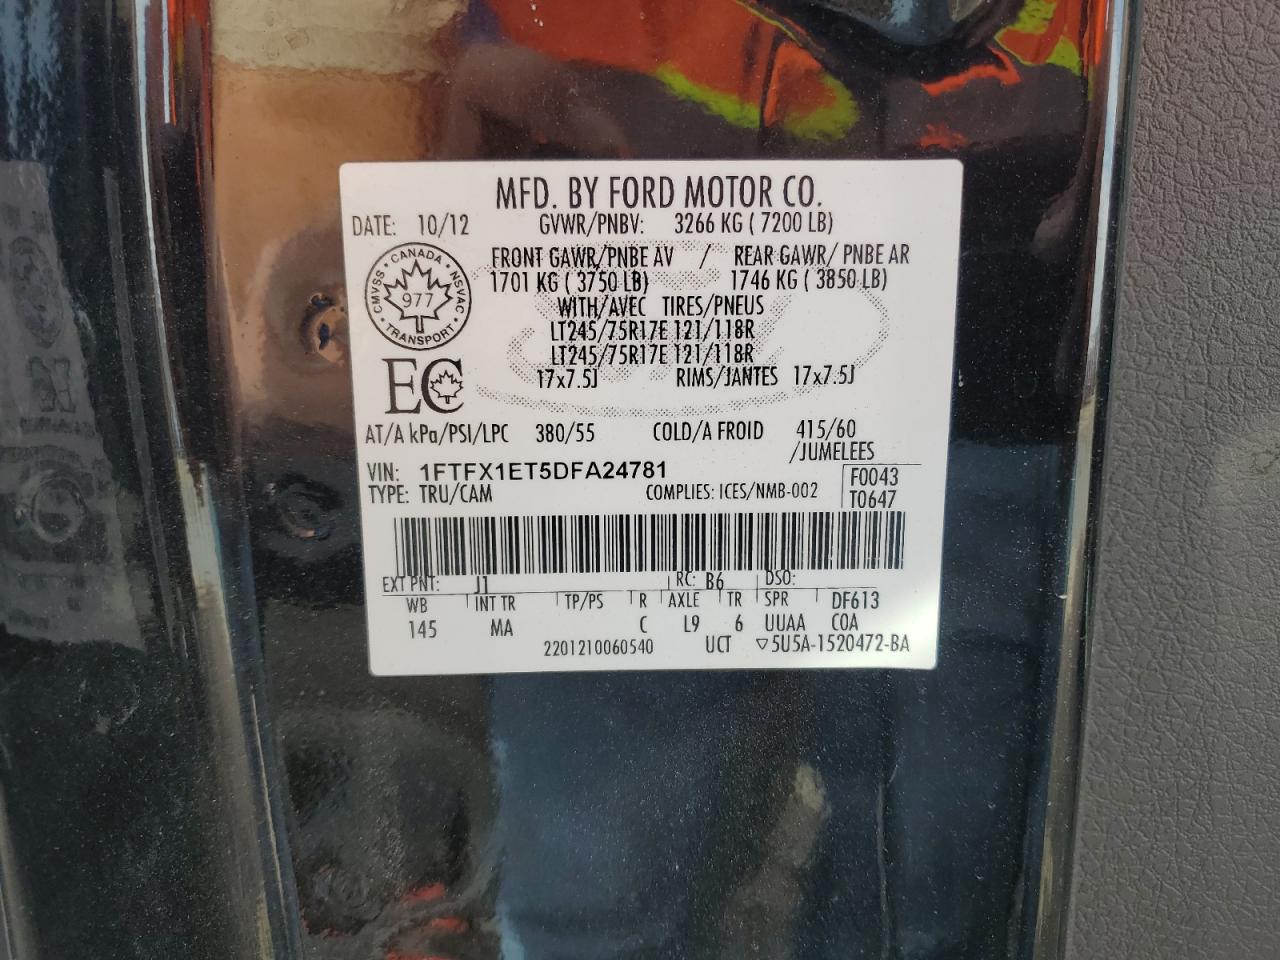 MFD. BY FORD MOTOR CO.
DATE: 10/12 GVWR/PNBV: 3266 KG ( 7200 LB)
FRONT GAWR/PNBE AV / REAR GAWR/ PNBE AR
1701 KG ( 3750 LB) 1746 KG ( 3850 LB)
WITH/AVEC TIRES/PNEUS
LT245/75R17E 121/118R
LT245/75R17E 121/118R
17x7.5J RIMS/JANTES 17x7.5J
CANADA
CMVSS NSVAC
977
TRANSPORT
EC
AT/A kPa/PSI/LPC 380/55 COLD/A FROID 415/60
/JUMELEES
VIN: 1FTFX1ET5DFA24781
TYPE: TRU/CAM COMPLIES: ICES/NMB-002
F0043
T0647
EXT PNT: J1 RC: B6 DSO:
WB INT TR TP/PS R AXLE TR SPR DF613
145 MA C L9 6 UUAA COA
2201210060540 UCT ▽5U5A-1520472-BA